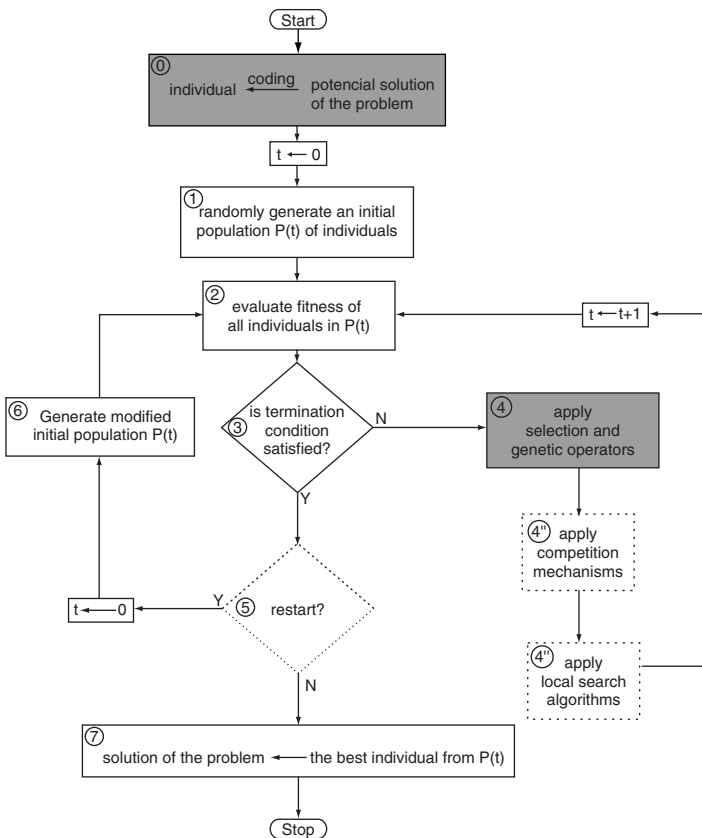 Start
0
individual
coding
potencial solution
of the problem
t ← 0
1
randomly generate an initial
population P(t) of individuals
2
evaluate fitness of
all individuals in P(t)
t ← t+1
6
Generate modified
initial population P(t)
3
is termination
condition
satisfied?
N
Y
4
apply
selection and
genetic operators
4"
apply
competition
mechanisms
t ← 0
Y
5
restart?
N
4"
apply
local search
algorithms
7
solution of the problem ← the best individual from P(t)
Stop